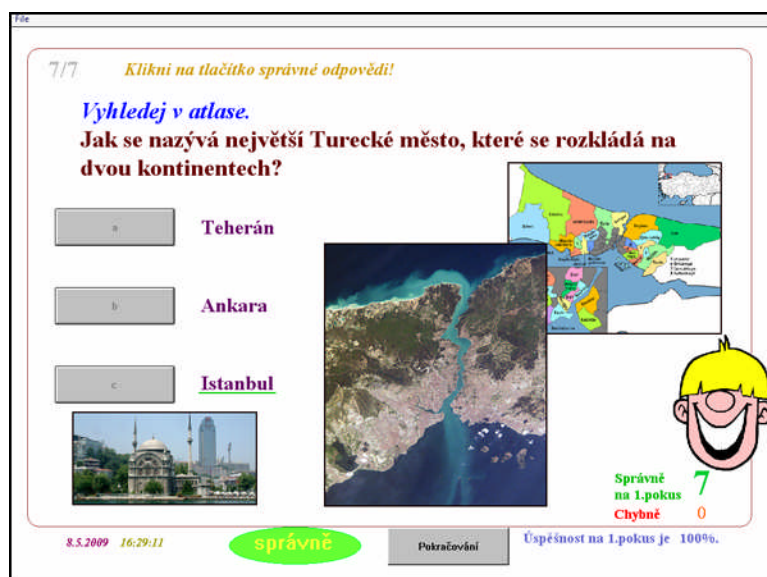 File
7/7 Klikni na tlačítko správné odpovědi!
Vyhledej v atlase.
Jak se nazývá největší Turecké město, které se rozkládá na
dvou kontinentech?
a Teherán
b Ankara
c Istanbul
Správně
na 1.pokus 7
Chybně 0
8.5.2009 16:29:11 správně Pokračování Úspěšnost na 1.pokus je 100%.